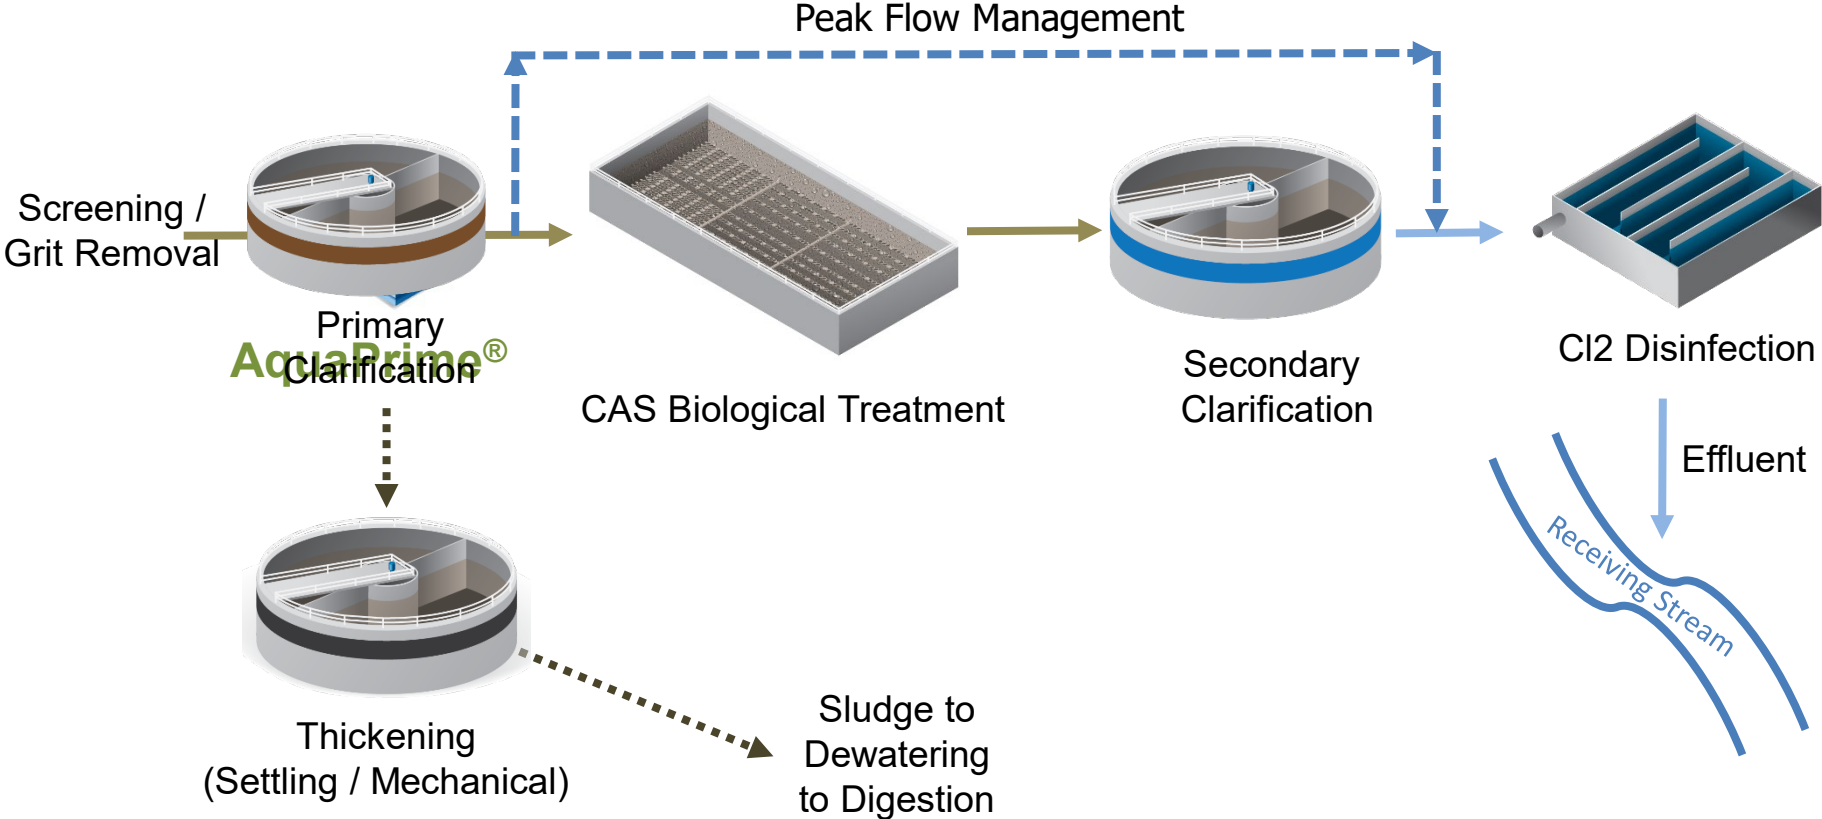 Peak Flow Management
Screening /
Grit Removal
Primary
Clarification
AquaPrime®
CAS Biological Treatment
Secondary
Clarification
Cl2 Disinfection
Effluent
Receiving Stream
Thickening
(Settling / Mechanical)
Sludge to
Dewatering
to Digestion